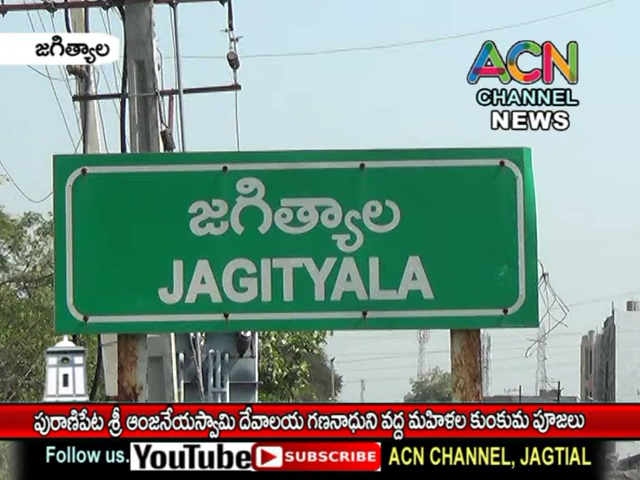 జగిత్యాల
ACN
CHANNEL
NEWS
జగిత్యాల
JAGITYALA
పురాణిపేట శ్రీ ఆంజనేయస్వామి దేవాలయ గణనాధుని వద్ద మహిళల కుంకుమ పూజలు
Follow us. YouTube SUBSCRIBE ACN CHANNEL, JAGTIAL